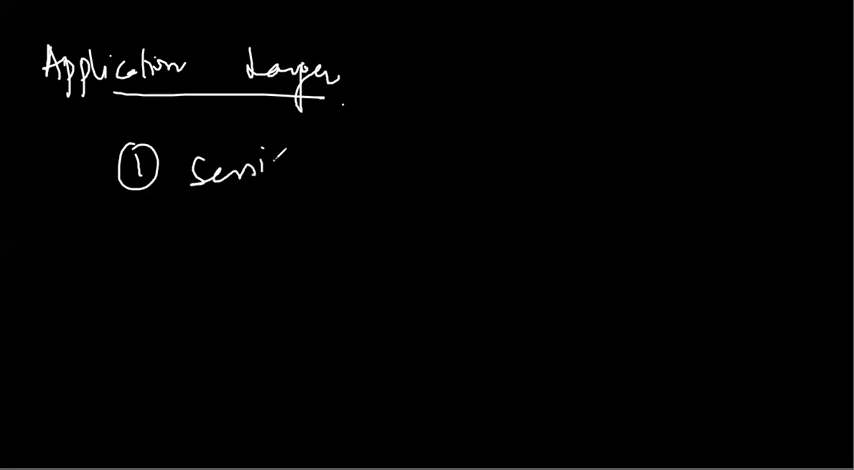 Application Layer
① Servi